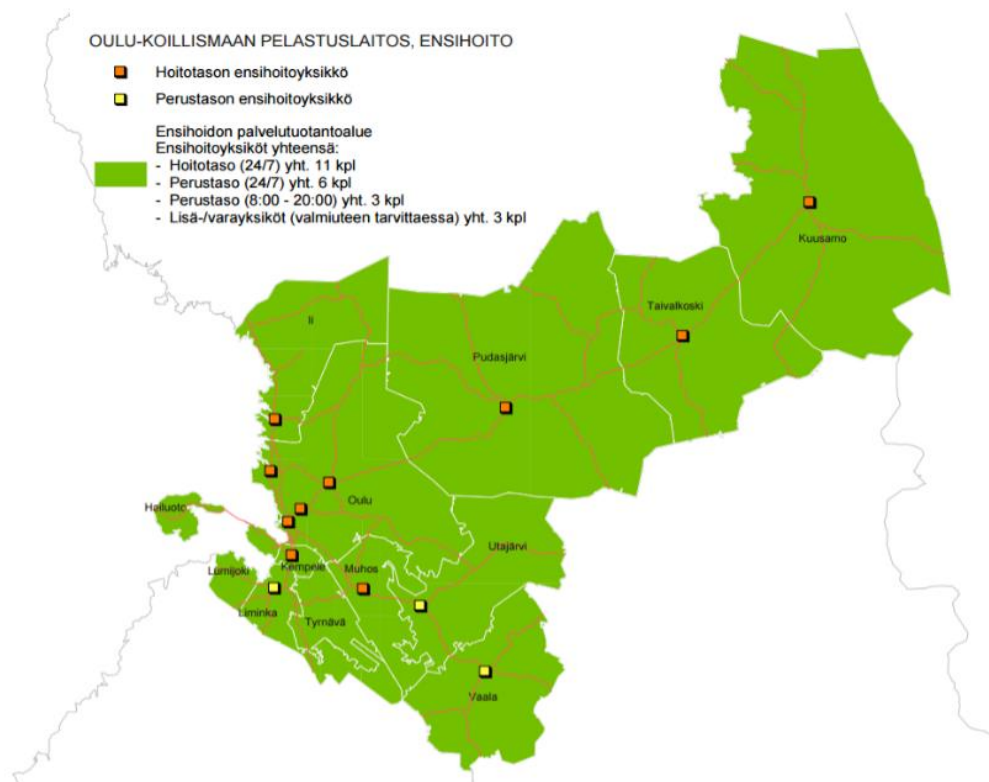 OULU-KOILLISMAAN PELASTUSLAITOS, ENSIHOITO
Hoitotason ensihoitoyksikkö
Perustason ensihoitoyksikkö
Ensihoidon palvelutuotantoalue
Ensihoitoyksiköt yhteensä:
- Hoitotaso (24/7) yht. 11 kpl
- Perustaso (24/7) yht. 6 kpl
- Perustaso (8:00 - 20:00) yht. 3 kpl
- Lisä-/varayksiköt (valmiuteen tarvittaessa) yht. 3 kpl
Kuusamo
Taivalkoski
Ii
Pudasjärvi
Oulu
Hailuoto
Utajärvi
Kempele
Muhos
Lumijoki
Liminka
Tyrnävä
Vaala